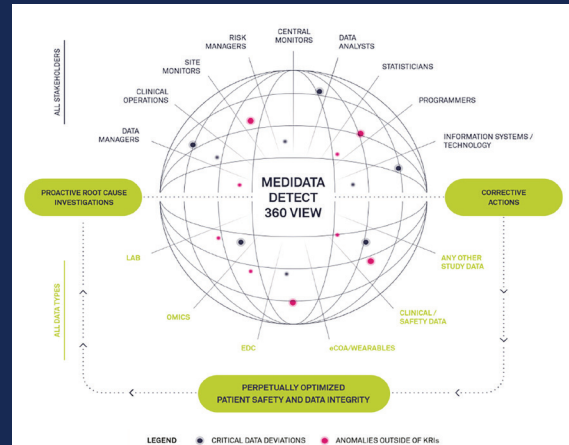 ALL STAKEHOLDERS
CENTRAL
MONITORS
RISK
MANAGERS
DATA
ANALYSTS
SITE
MONITORS
STATISTICIANS
CLINICAL
OPERATIONS
PROGRAMMERS
DATA
MANAGERS
INFORMATION SYSTEMS /
TECHNOLOGY
PROACTIVE ROOT CAUSE
INVESTIGATIONS
MEDIDATA
DETECT
360 VIEW
CORRECTIVE
ACTIONS
ALL DATA TYPES
LAB
ANY OTHER
STUDY DATA
OMICS
CLINICAL /
SAFETY DATA
EDC
eCOA/WEARABLES
PERPETUALLY OPTIMIZED
PATIENT SAFETY AND DATA INTEGRITY
LEGEND CRITICAL DATA DEVIATIONS ANOMALIES OUTSIDE OF KRIs